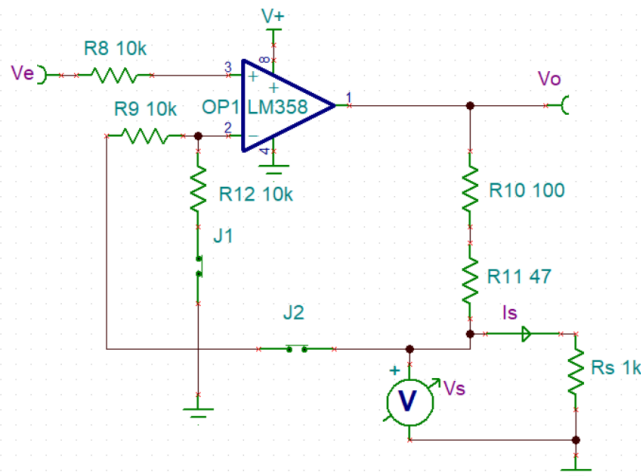 V+
R8 10k
Ve
3
8
+
+
Vo
R9 10k
OP1 LM358
1
2
−
4
R10 100
R12 10k
J1
R11 47
Is
J2
+
Rs 1k
V
Vs